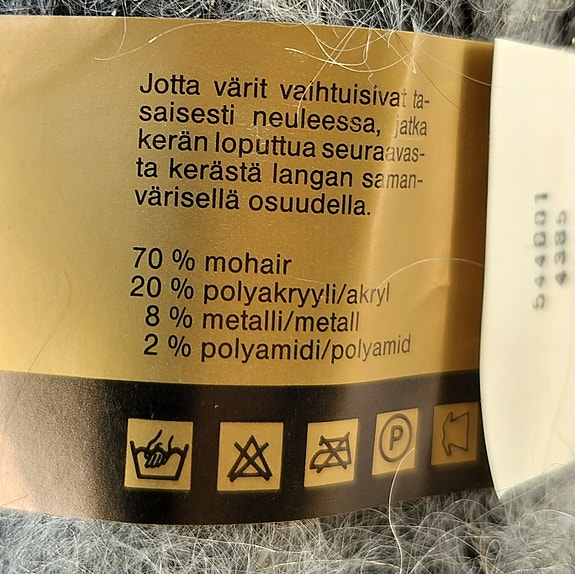 Jotta värit vaihtuisivat ta-
saisesti neuleessa, jatka
kerän loputtua seuraavas-
ta kerästä langan saman-
värisellä osuudella.
70 % mohair
20 % polyakryyli/akryl
8 % metalli/metall
2 % polyamidi/polyamid
P
544001
4385